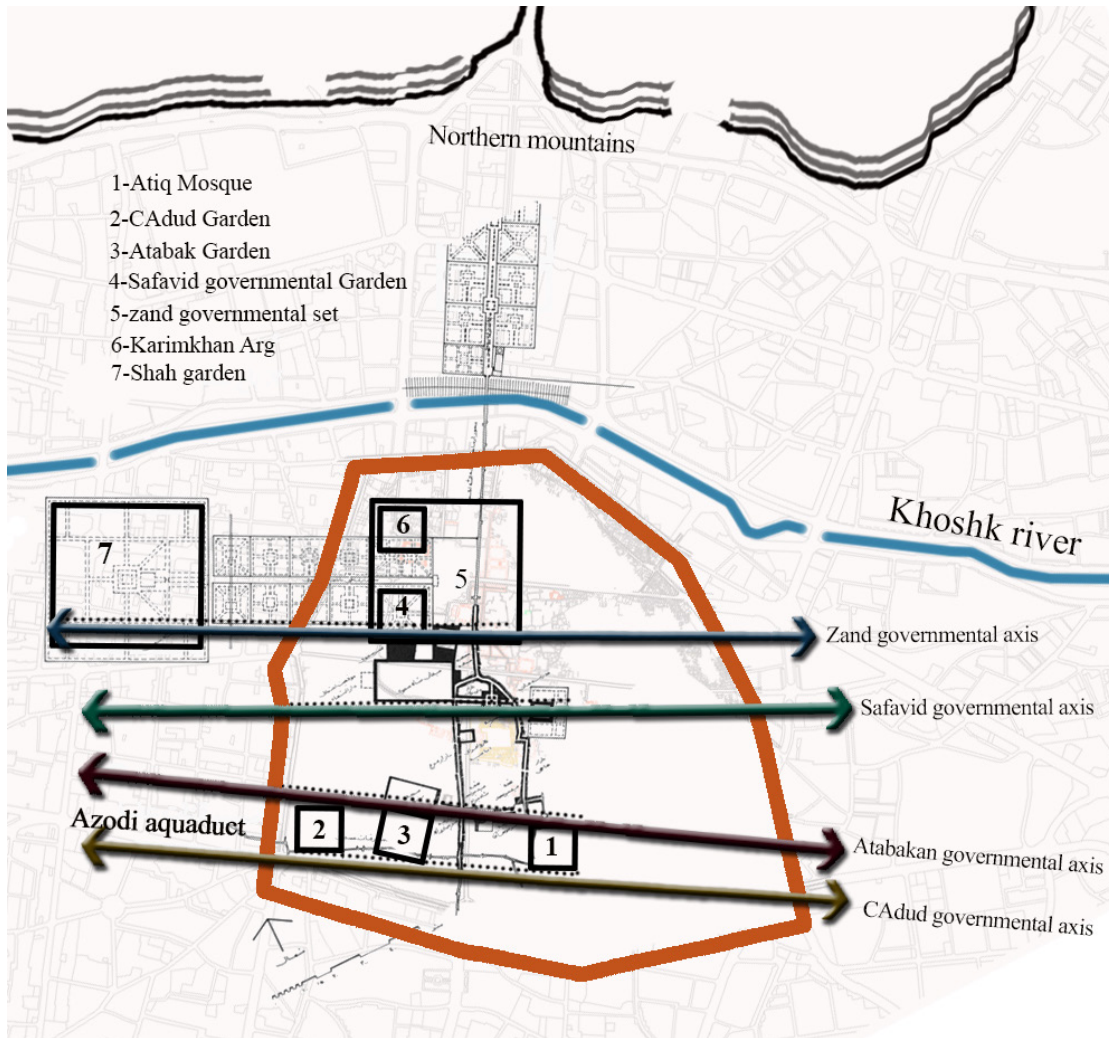 Northern mountains
1-Atiq Mosque
2-CAdud Garden
3-Atabak Garden
4-Safavid governmental Garden
5-zand governmental set
6-Karimkhan Arg
7-Shah garden
Khoshk river
6
7
5
4
Zand governmental axis
Safavid governmental axis
Azodi aquaduct
2
3
1
Atabakan governmental axis
CAdud governmental axis